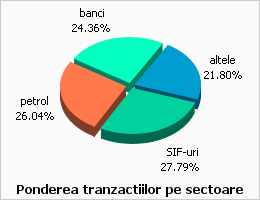 banci
24.36%
altele
21.80%
petrol
26.04%
SIF-uri
27.79%
Ponderea tranzactiilor pe sectoare